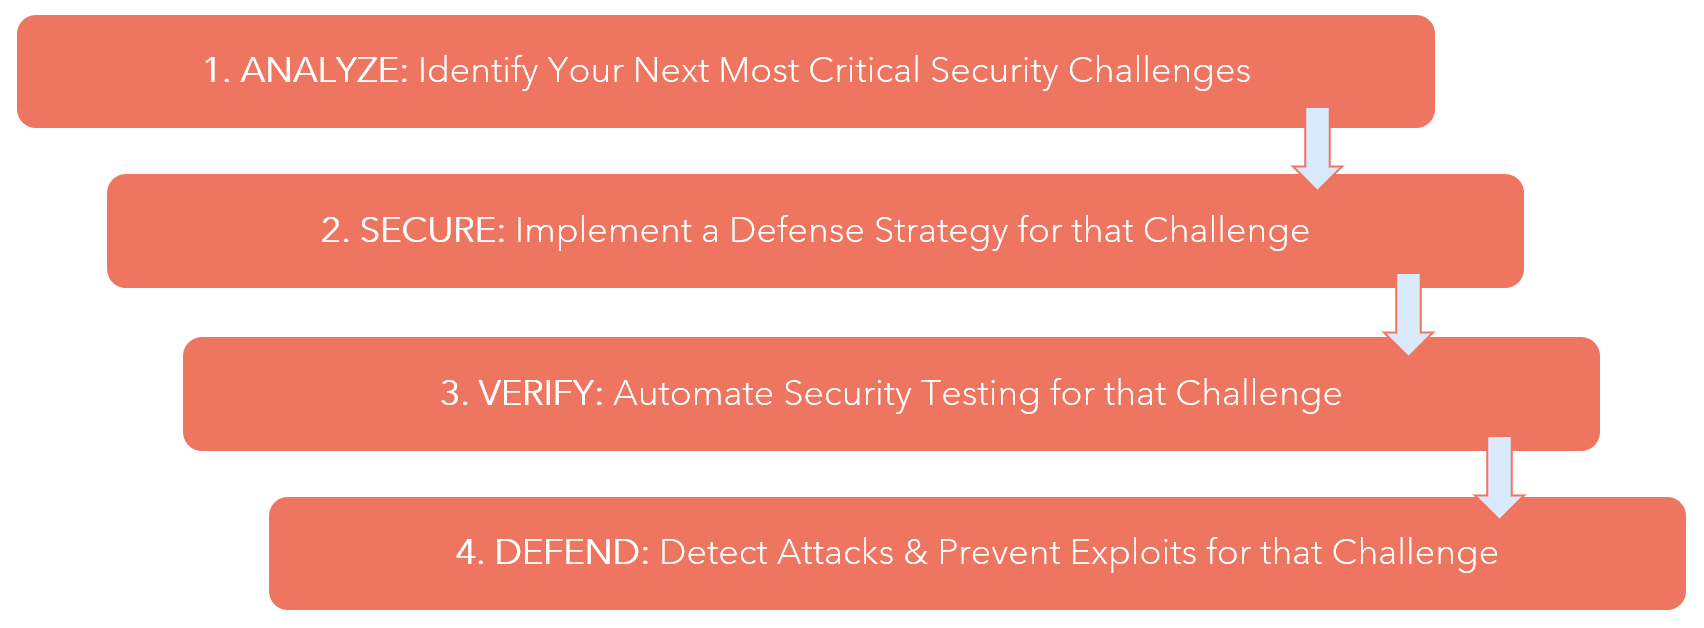 1. ANALYZE: Identify Your Next Most Critical Security Challenges
2. SECURE: Implement a Defense Strategy for that Challenge
3. VERIFY: Automate Security Testing for that Challenge
4. DEFEND: Detect Attacks & Prevent Exploits for that Challenge